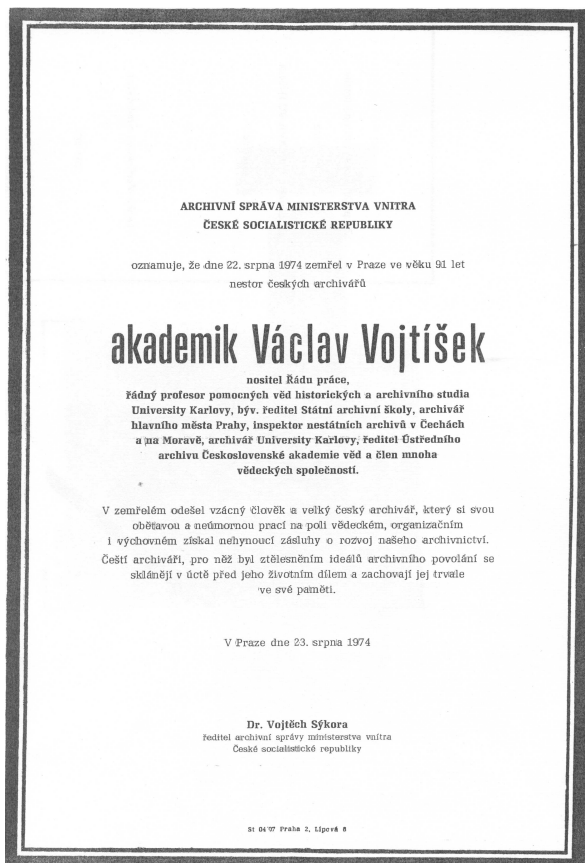 ARCHIVNÍ SPRÁVA MINISTERSTVA VNITRA
ČESKÉ SOCIALISTICKÉ REPUBLIKY
oznamuje, že dne 22. srpna 1974 zemřel v Praze ve věku 91 let
nestor českých archivářů
akademik Václav Vojtíšek
nositel Řádu práce,
řádný profesor pomocných věd historických a archivního studia
University Karlovy, býv. ředitel Státní archivní školy, archivář
hlavního města Prahy, inspektor nestátních archivů v Čechách
a na Moravě, archivář University Karlovy, ředitel Ústředního
archivu Československé akademie věd a člen mnoha
vědeckých společností.
V zemřelém odešel vzácný člověk a velký český archivář, který si svou
obětavou a neúmornou prací na poli vědeckém, organizačním
i výchovném získal nehynoucí zásluhy o rozvoj našeho archivnictví.
Čeští archiváři, pro něž byl ztělesněním ideálů archivního povolání se
sklánějí v úctě před jeho životním dílem a zachovají jej trvale
ve své paměti.
V Praze dne 23. srpna 1974
Dr. Vojtěch Sýkora
ředitel archivní správy ministerstva vnitra
České socialistické republiky
St 04'07 Praha 2, Lípová 8